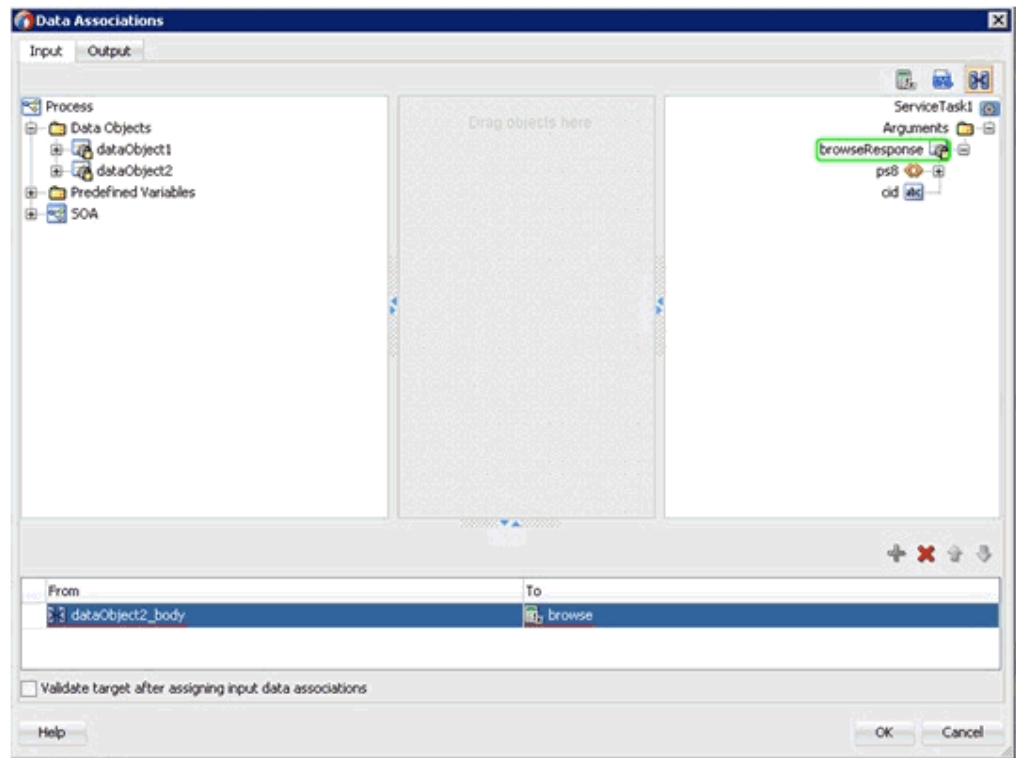 Data Associations
Input Output
Process
Data Objects
dataObject1
dataObject2
Predefined Variables
SOA
Drag objects here
ServiceTask1
Arguments
browseResponse
ps8
cid abc
From To
dataObject2_body browse
Validate target after assigning input data associations
Help OK Cancel